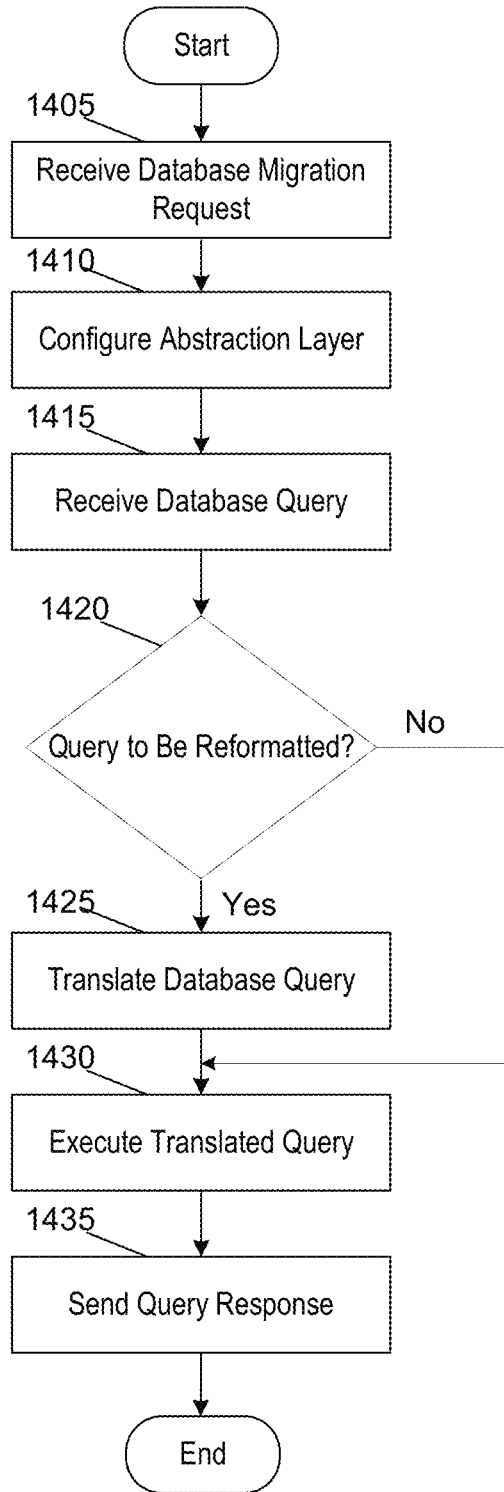 Start
1405
Receive Database Migration
Request
1410
Configure Abstraction Layer
1415
Receive Database Query
1420
Query to Be Reformatted?
No
Yes
1425
Translate Database Query
1430
Execute Translated Query
1435
Send Query Response
End